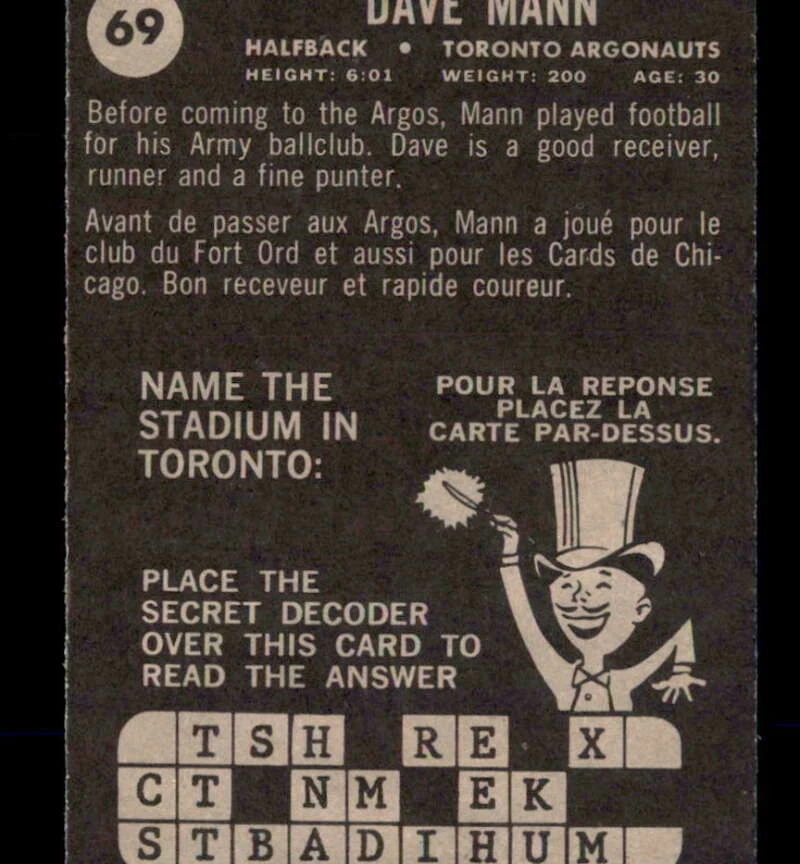 69
DAVE MANN
HALFBACK • TORONTO ARGONAUTS
HEIGHT: 6:01 WEIGHT: 200 AGE: 30
Before coming to the Argos, Mann played football
for his Army ballclub. Dave is a good receiver,
runner and a fine punter.
Avant de passer aux Argos, Mann a joué pour le
club du Fort Ord et aussi pour les Cards de Chi-
cago. Bon receveur et rapide coureur.
NAME THE
STADIUM IN
TORONTO:
POUR LA REPONSE
PLACEZ LA
CARTE PAR-DESSUS.
PLACE THE
SECRET DECODER
OVER THIS CARD TO
READ THE ANSWER
T S H R E X
C T N M E K
S T B A D I H U M